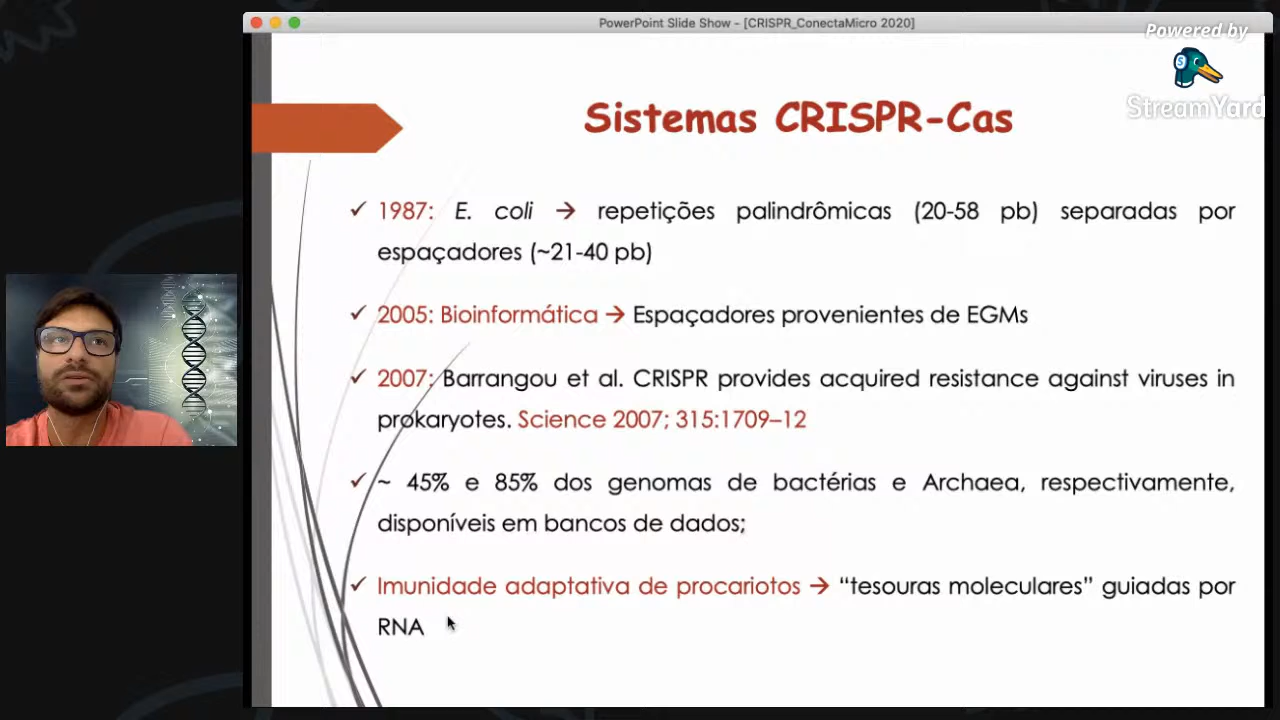 PowerPoint Slide Show - [CRISPR_ConectaMicro 2020]
Powered by
S
StreamYard
Sistemas CRISPR-Cas
✓ 1987: E. coli → repetições palindrômicas (20-58 pb) separadas por
espaçadores (~21-40 pb)
✓ 2005: Bioinformática → Espaçadores provenientes de EGMs
✓ 2007: Barrangou et al. CRISPR provides acquired resistance against viruses in
prokaryotes. Science 2007; 315:1709–12
✓ ~ 45% e 85% dos genomas de bactérias e Archaea, respectivamente,
disponíveis em bancos de dados;
✓ Imunidade adaptativa de procariotos → “tesouras moleculares” guiadas por
RNA